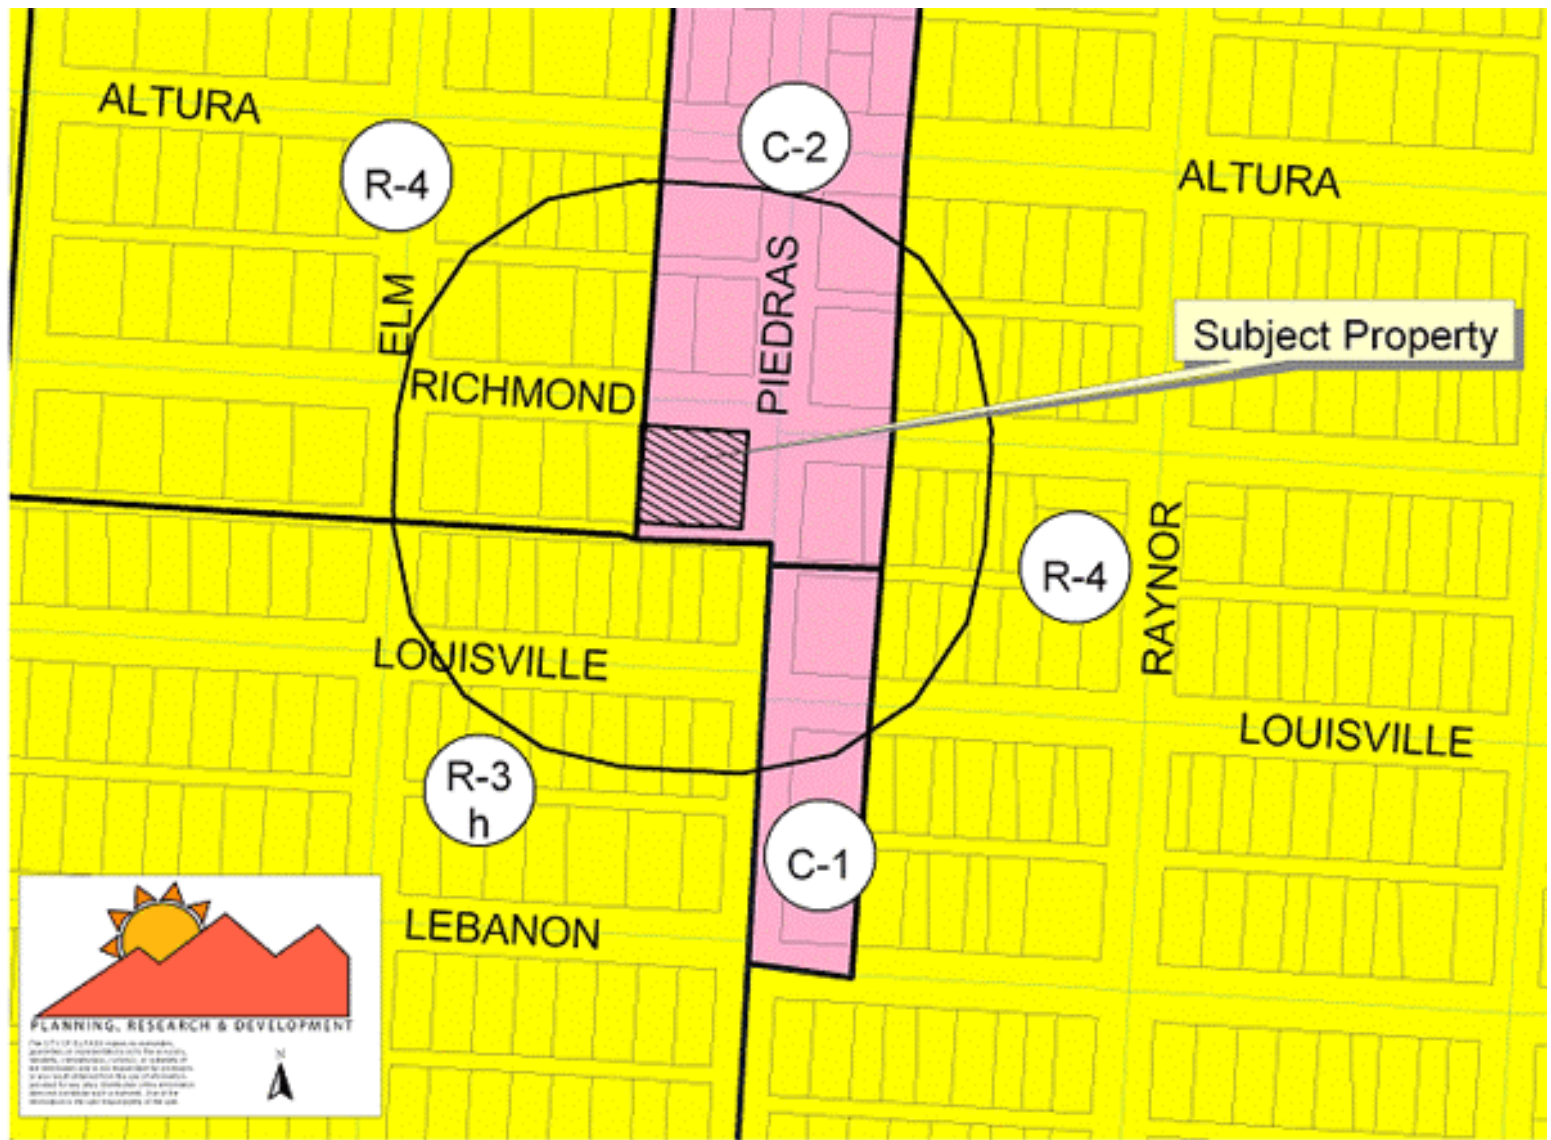 ALTURA
C-2
R-4
ALTURA
PIEDRAS
ELM
Subject Property
RICHMOND
R-4
RAYNOR
LOUISVILLE
LOUISVILLE
R-3
h
C-1
LEBANON
PLANNING, RESEARCH & DEVELOPMENT
N